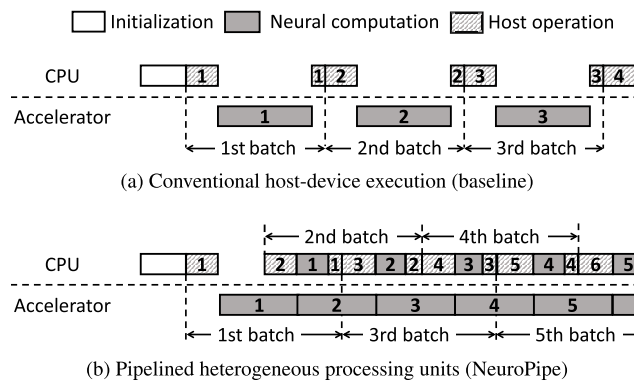 Initialization Neural computation Host operation
CPU 1 1 2 2 3 3 4
Accelerator 1 2 3
1st batch 2nd batch 3rd batch
(a) Conventional host-device execution (baseline)
2nd batch 4th batch
CPU 1 2 1 1 3 2 2 4 3 3 5 4 4 6 5
Accelerator 1 2 3 4 5
1st batch 3rd batch 5th batch
(b) Pipelined heterogeneous processing units (NeuroPipe)